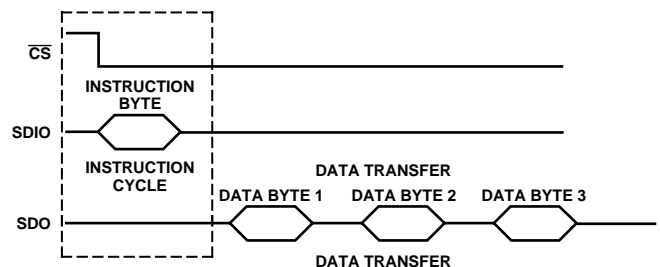 CS
INSTRUCTION
BYTE
SDIO
INSTRUCTION
CYCLE
DATA TRANSFER
DATA BYTE 1 DATA BYTE 2 DATA BYTE 3
SDO
DATA TRANSFER